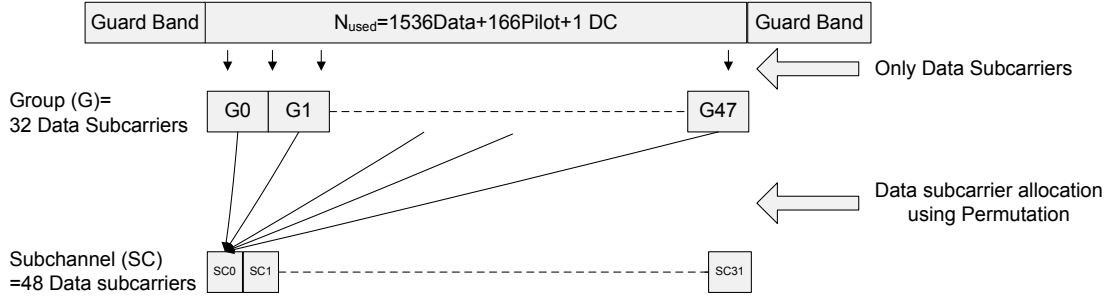 Guard Band
N_used=1536Data+166Pilot+1 DC
Guard Band
Only Data Subcarriers
Group (G)=
32 Data Subcarriers
G0
G1
G47
Data subcarrier allocation
using Permutation
Subchannel (SC)
=48 Data subcarriers
SC0
SC1
SC31